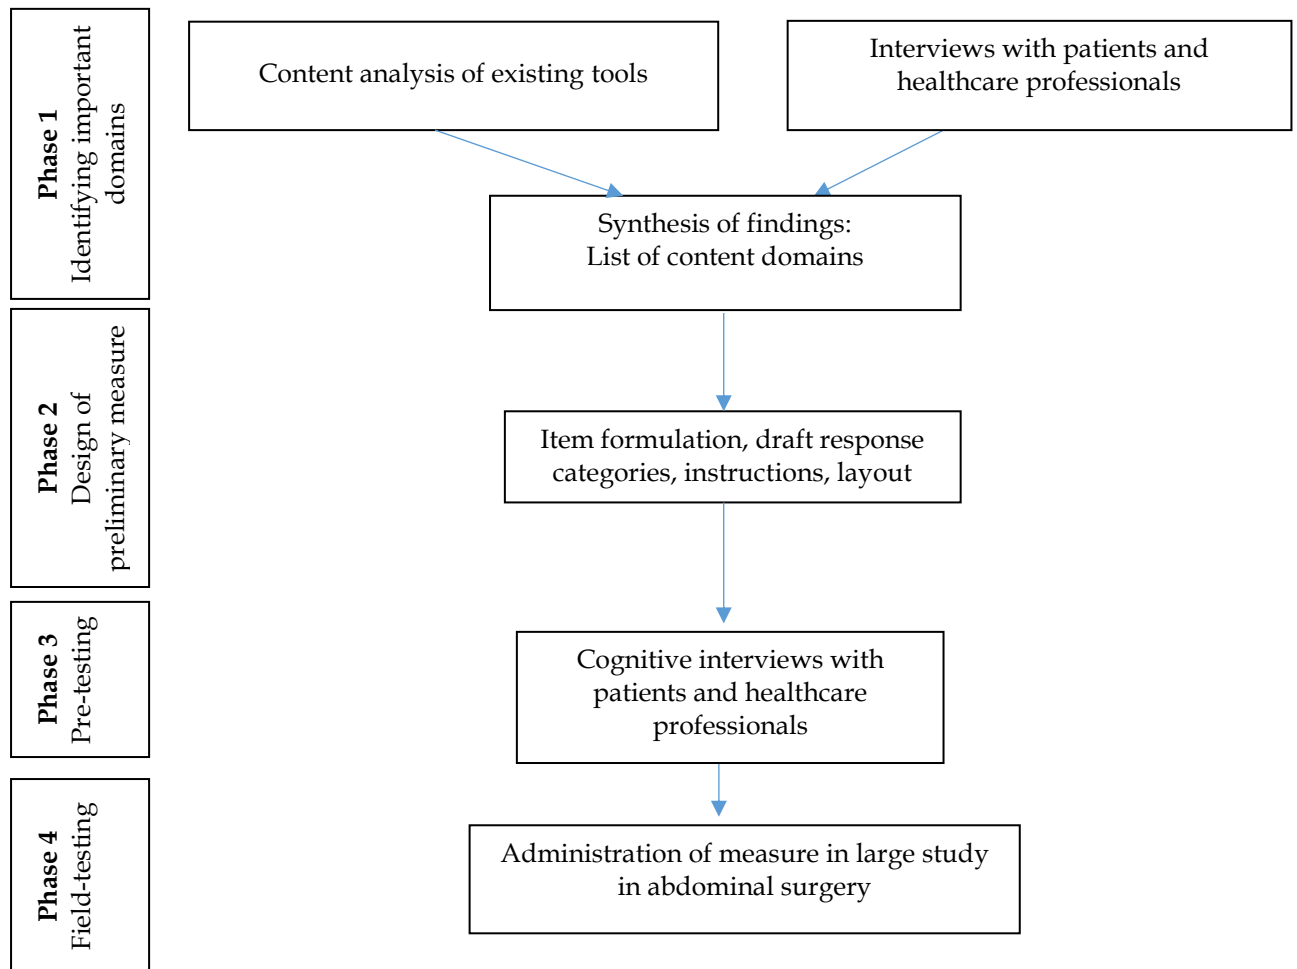 Phase 1
Identifying important
domains
Content analysis of existing tools
Interviews with patients and
healthcare professionals
Synthesis of findings:
List of content domains
Phase 2
Design of
preliminary measure
Item formulation, draft response
categories, instructions, layout
Phase 3
Pre-testing
Cognitive interviews with
patients and healthcare
professionals
Phase 4
Field-testing
Administration of measure in large study
in abdominal surgery